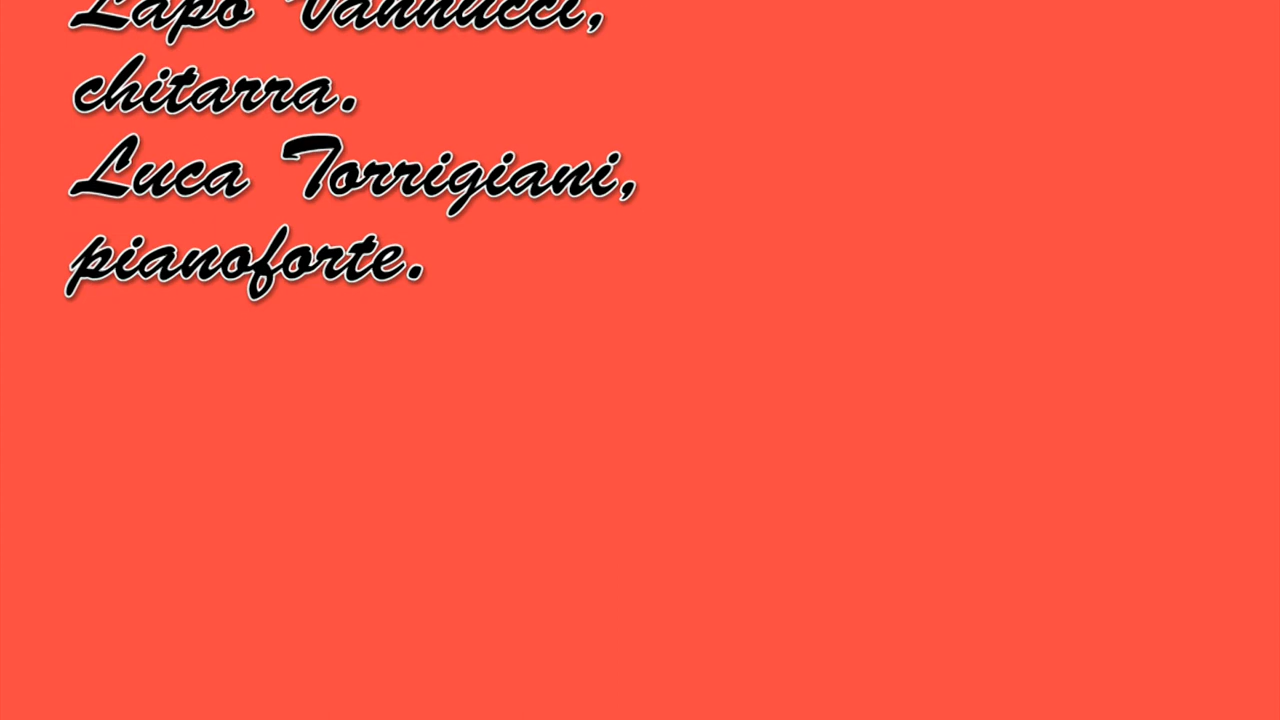 Lapo Vannucci,
chitarra.
Luca Torrigiani,
pianoforte.